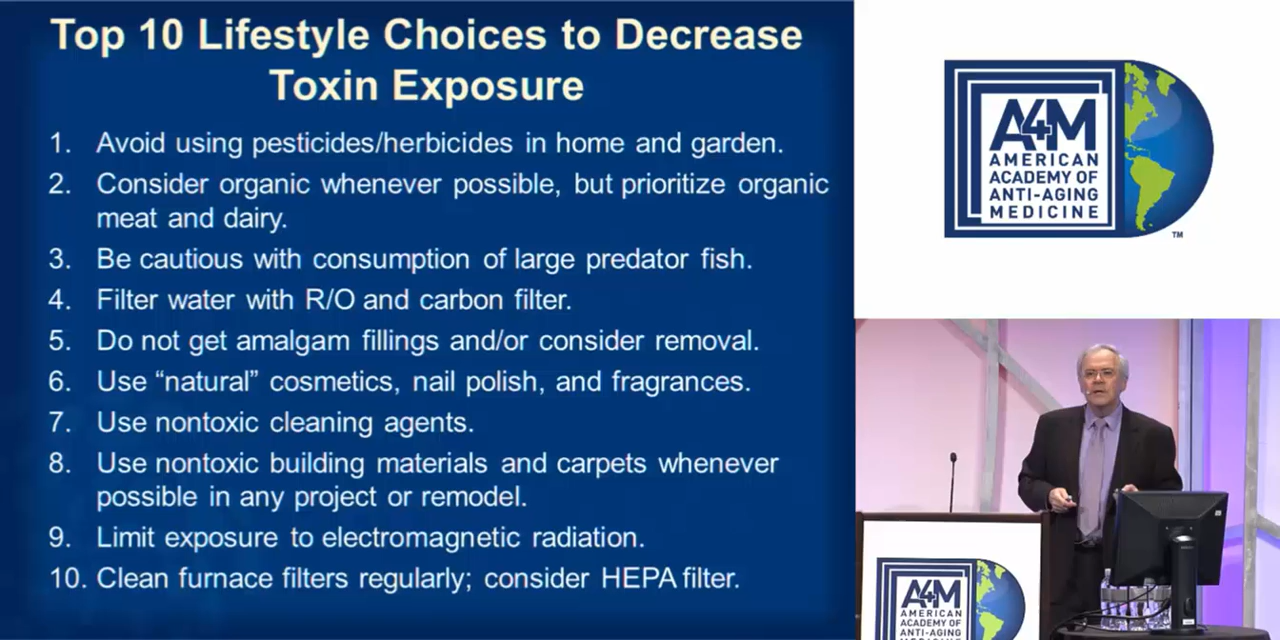 Top 10 Lifestyle Choices to Decrease
Toxin Exposure
1. Avoid using pesticides/herbicides in home and garden.
2. Consider organic whenever possible, but prioritize organic
meat and dairy.
3. Be cautious with consumption of large predator fish.
4. Filter water with R/O and carbon filter.
5. Do not get amalgam fillings and/or consider removal.
6. Use “natural” cosmetics, nail polish, and fragrances.
7. Use nontoxic cleaning agents.
8. Use nontoxic building materials and carpets whenever
possible in any project or remodel.
9. Limit exposure to electromagnetic radiation.
10. Clean furnace filters regularly; consider HEPA filter.
A4M
AMERICAN
ACADEMY OF
ANTI-AGING
MEDICINE
TM
A4M
AMERICAN
ACADEMY OF
ANTI-AGING
MEDICINE